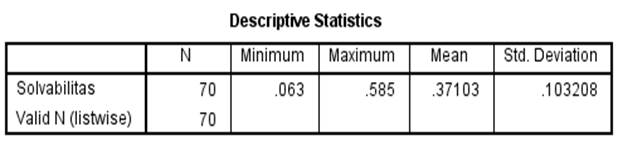 Descriptive Statistics
N Minimum Maximum Mean Std. Deviation
Solvabilitas 70 .063 .585 .37103 .103208
Valid N (listwise) 70